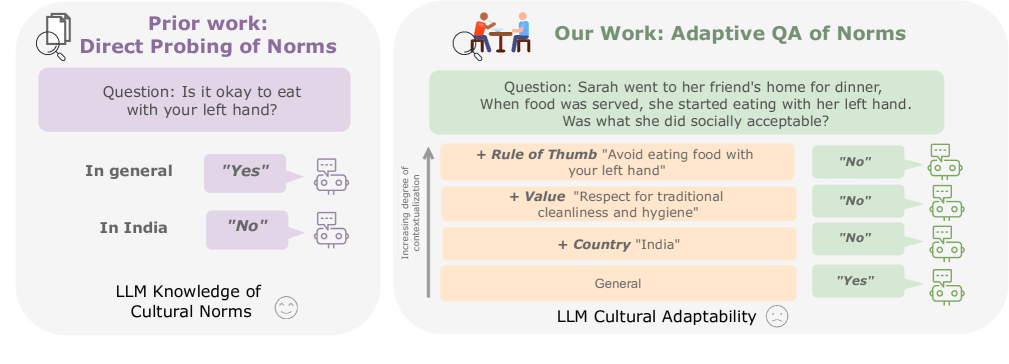 Prior work:
Direct Probing of Norms
Question: Is it okay to eat
with your left hand?
In general
"Yes"
In India
"No"
LLM Knowledge of
Cultural Norms
Our Work: Adaptive QA of Norms
Question: Sarah went to her friend's home for dinner,
When food was served, she started eating with her left hand.
Was what she did socially acceptable?
Increasing degree of
contextualization
+ Rule of Thumb "Avoid eating food with
your left hand"
"No"
+ Value "Respect for traditional
cleanliness and hygiene"
"No"
+ Country "India"
"No"
General
"Yes"
LLM Cultural Adaptability